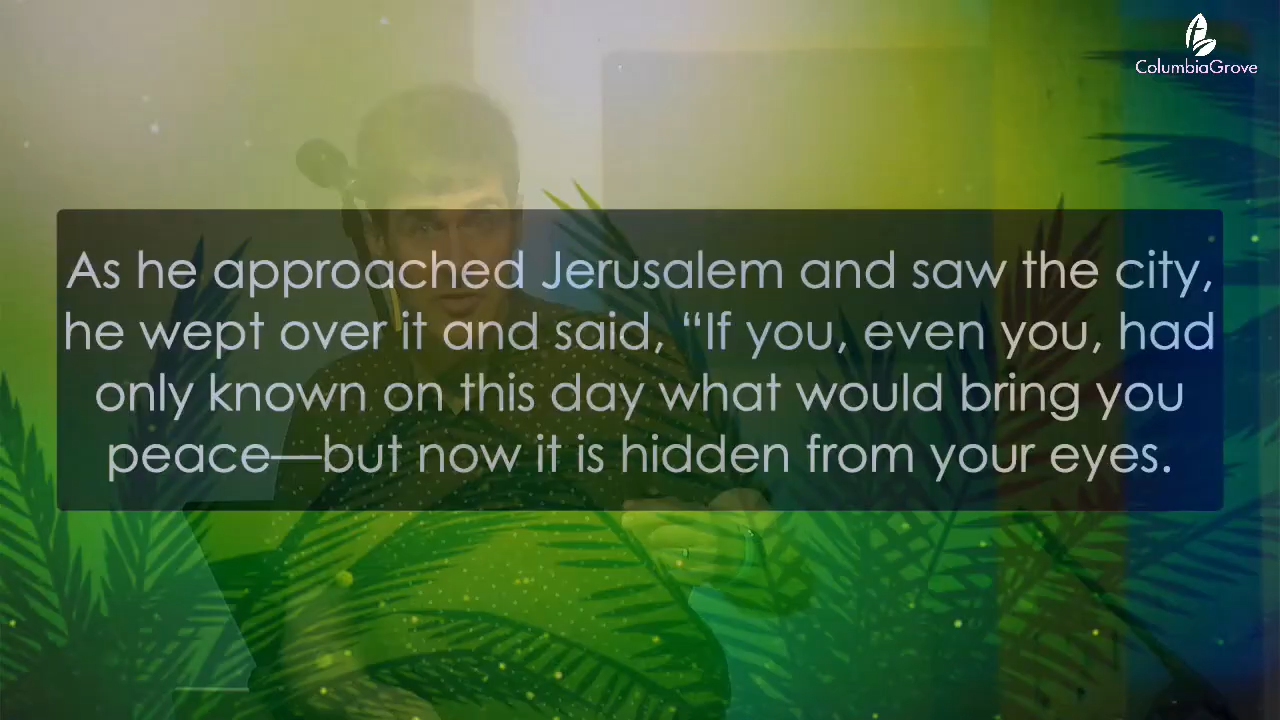 ColumbiaGrove
As he approached Jerusalem and saw the city,
he wept over it and said, “If you, even you, had
only known on this day what would bring you
peace—but now it is hidden from your eyes.